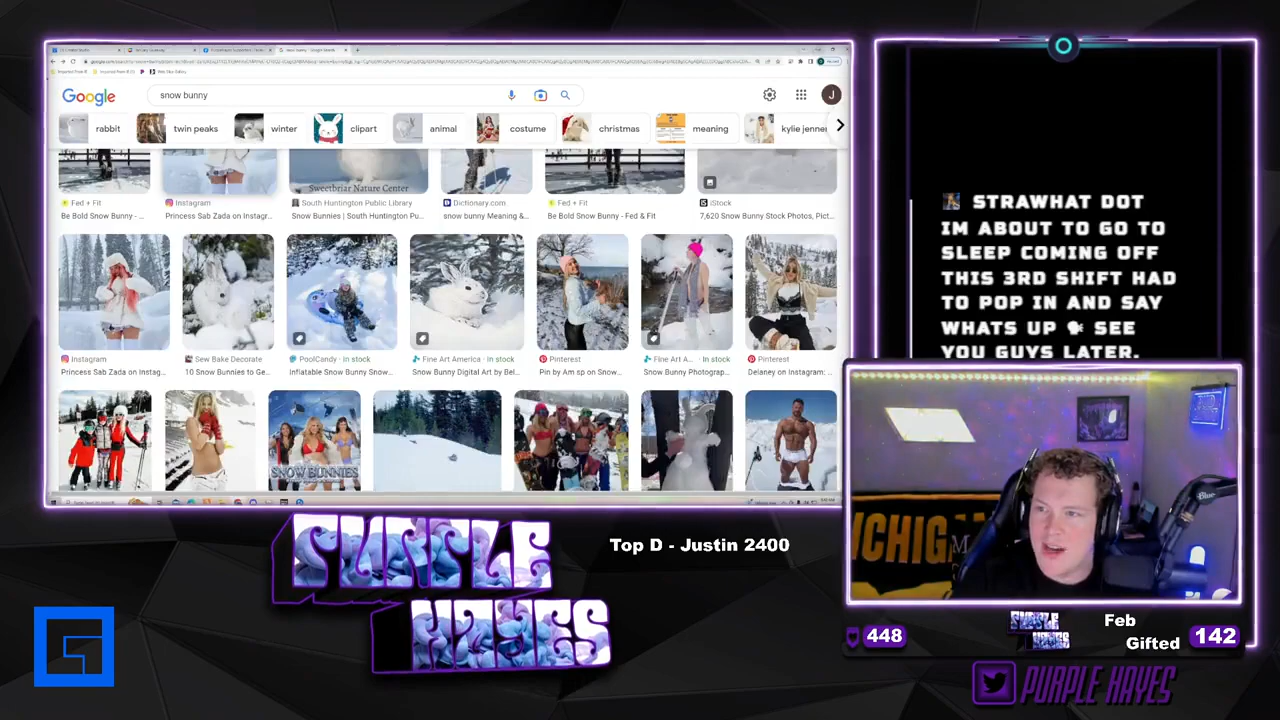 Google
snow bunny
J
rabbit
twin peaks
winter
clipart
animal
costume
christmas
meaning
kylie jenner
Sweetbriar Nature Center
Fed + Fit
Instagram
South Huntington Public Library
Dictionary.com
Fed + Fit
iStock
Be Bold Snow Bunny - ...
Princess Sab Zada on Instagr...
Snow Bunnies | South Huntington Pu...
snow bunny Meaning &...
Be Bold Snow Bunny - Fed & Fit
7,620 Snow Bunny Stock Photos, Pict...
Instagram
Sew Bake Decorate
PoolCandy · In stock
Fine Art America · In stock
Pinterest
Fine Art A... · In stock
Pinterest
Princess Sab Zada on Instag...
10 Snow Bunnies to Ge...
Inflatable Snow Bunny Snow...
Snow Bunny Digital Art by Bel...
Pin by Am sp on Snow...
Snow Bunny Photograp...
Delaney on Instagram: ...
SNOW BUNNIES
STRAWHAT DOT
IM ABOUT TO GO TO
SLEEP COMING OFF
THIS 3RD SHIFT HAD
TO POP IN AND SAY
WHATS UP 🗣 SEE
YOU GUYS LATER.
ICHIGAN
M
Blue
PURPLE
HAYES
Top D - Justin 2400
448
PURPLE
HAYES
Feb
Gifted
142
PURPLE HAYES